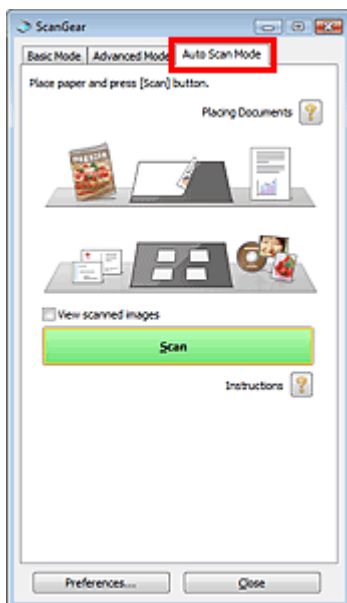 ScanGear
Basic Mode Advanced Mode Auto Scan Mode
Place paper and press [Scan] button.
Placing Documents ?
View scanned images
Scan
Instructions ?
Preferences... Close